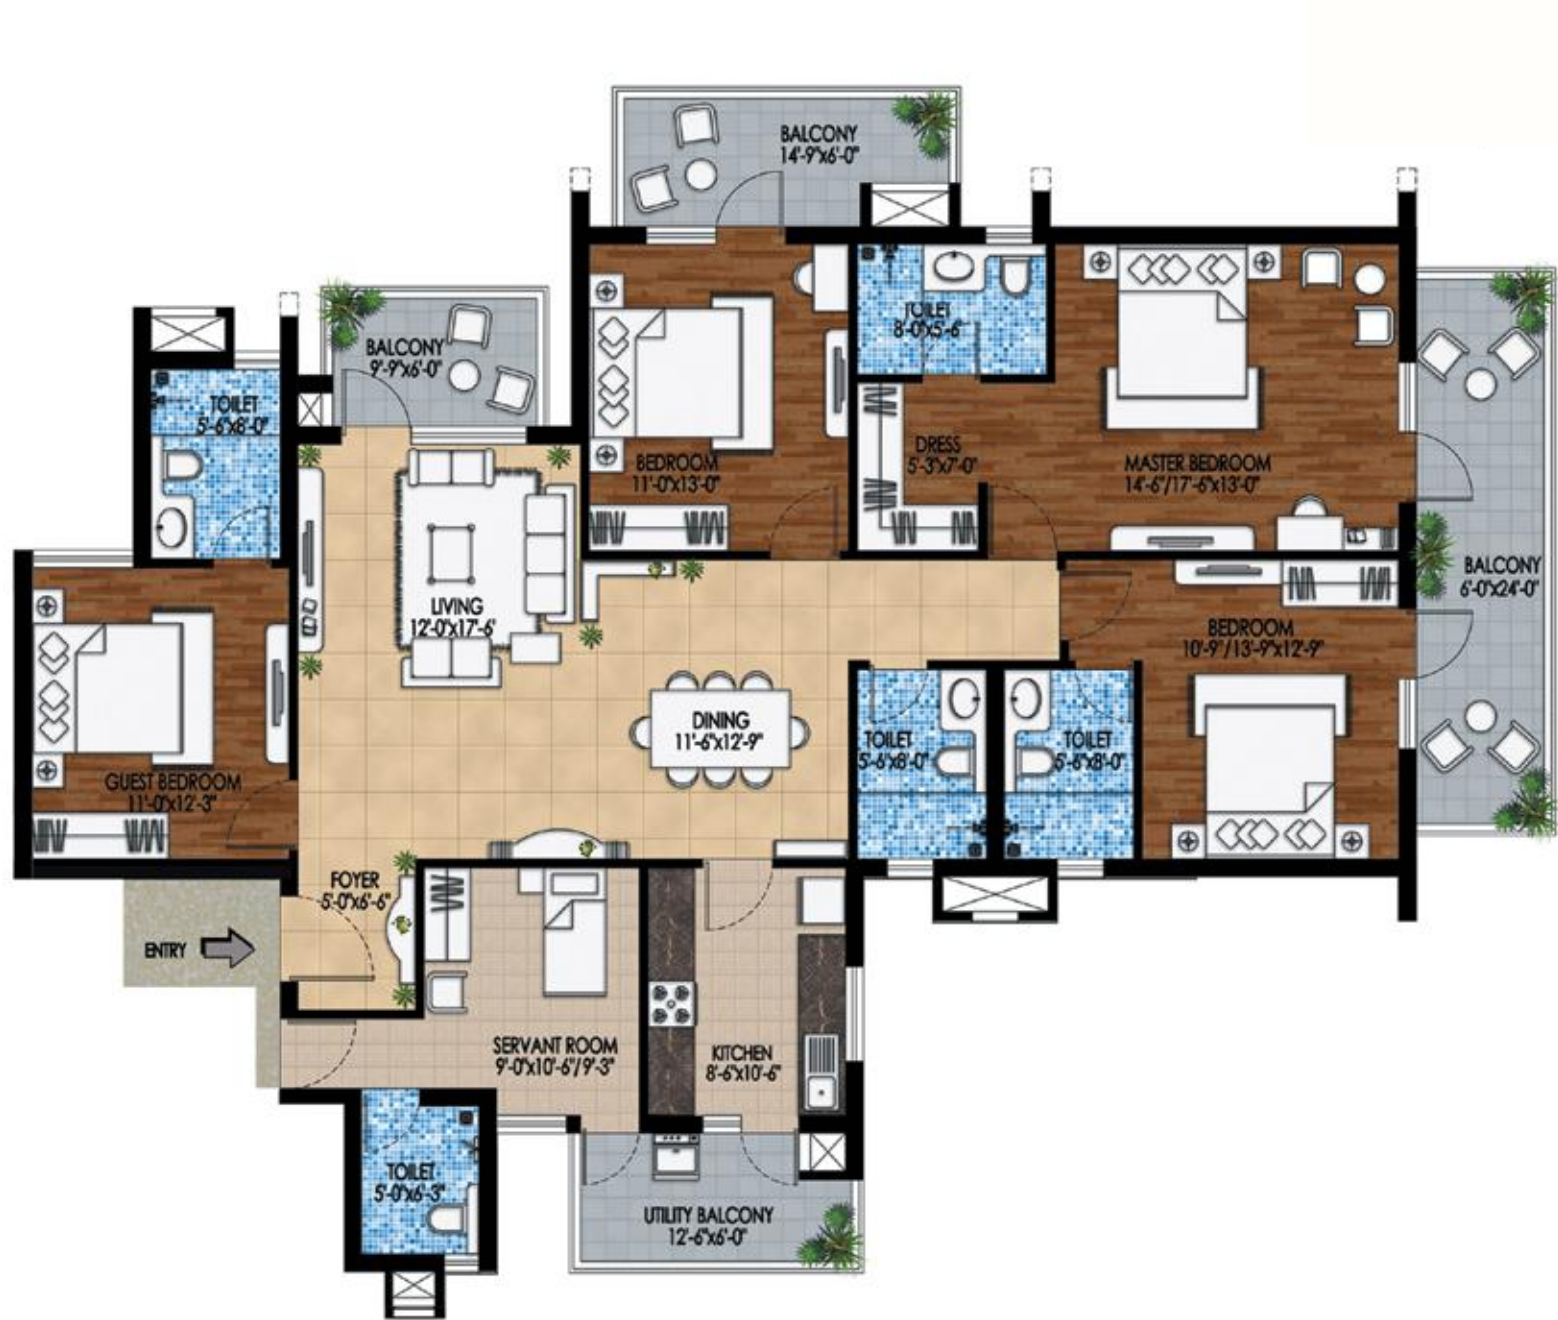 BALCONY
14'-9"x6'-0"
BALCONY
9'-9"x6'-0"
TOILET
8'-0"x5'-6"
TOILET
5'-6"x8'-0"
DRESS
5'-3"x7'-0"
BEDROOM
11'-0"x13'-0"
MASTER BEDROOM
14'-6"/17'-6"x13'-0"
BALCONY
6'-0"x24'-0"
LIVING
12'-0"x17'-6"
BEDROOM
10'-9"/13'-9"x12'-9"
DINING
11'-6"x12'-9"
TOILET
5'-6"x8'-0"
TOILET
5'-6"x8'-0"
GUEST BEDROOM
11'-0"x12'-3"
FOYER
5'-0"x6'-6"
ENTRY
SERVANT ROOM
9'-0"x10'-6"/9'-3"
KITCHEN
8'-6"x10'-6"
TOILET
5'-0"x6'-3"
UTILITY BALCONY
12'-6"x6'-0"